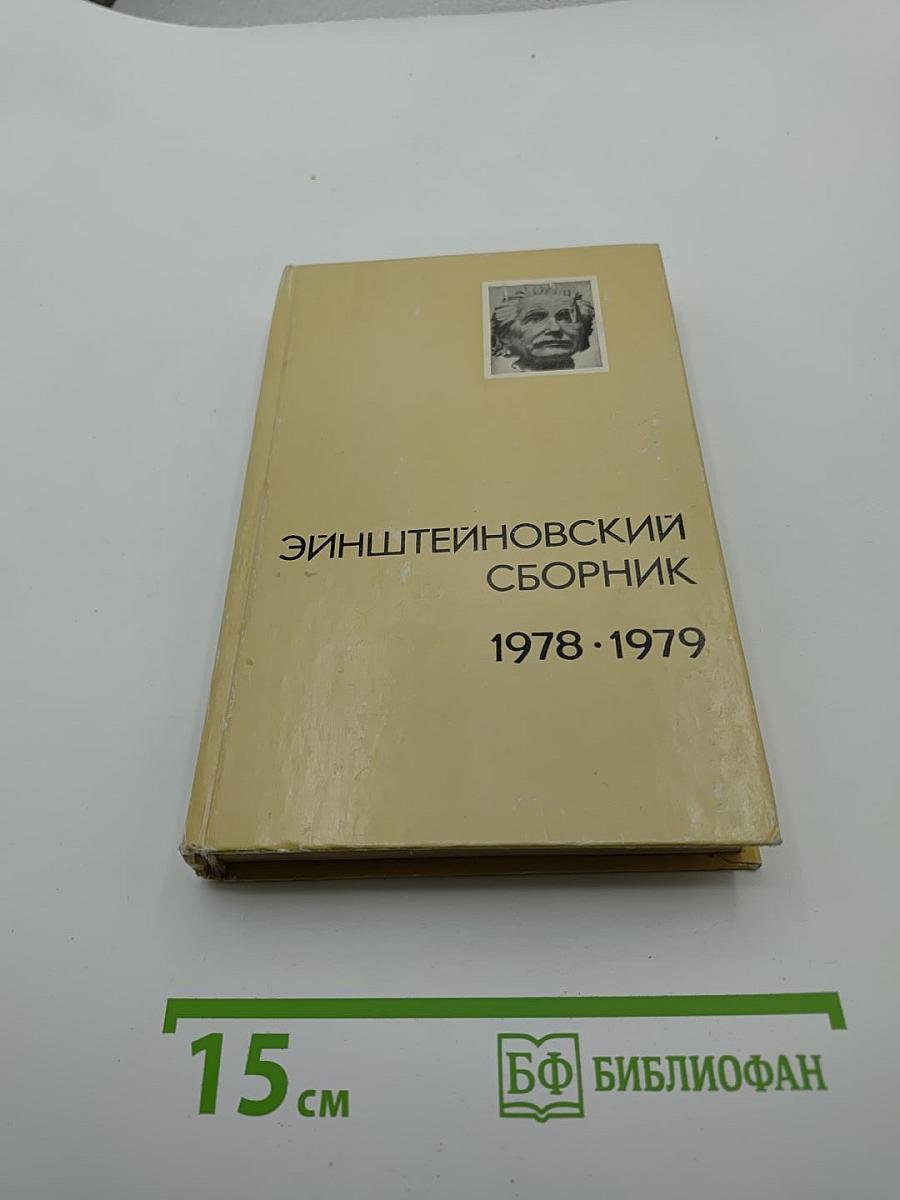 ЭЙНШТЕЙНОВСКИЙ
СБОРНИК
1978 · 1979
15 см
БФ БИБЛИОФАН